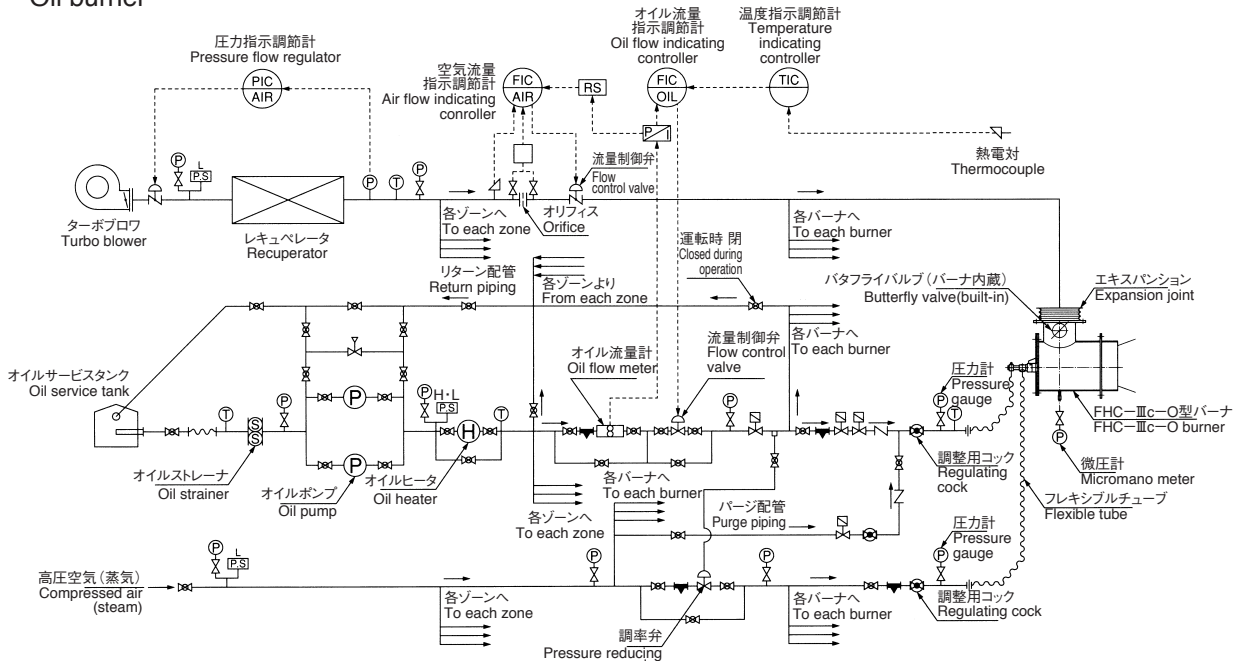 Oil burner
圧力指示調節計
Pressure flow regulator
PIC
AIR
空気流量
指示調節計
Air flow indicating
conroller
FIC
AIR
RS
オイル流量
指示調節計
Oil flow indicating
controller
FIC
OIL
P
I
温度指示調節計
Temperature
indicating
controller
TIC
熱電対
Thermocouple
P
L
P.S
P
T
P
流量制御弁
Flow
control valve
ターボブロワ
Turbo blower
レキュペレータ
Recuperator
各ゾーンへ
To each zone
オリフィス
Orifice
各バーナへ
To each burner
リターン配管
Return piping
各ゾーンより
From each zone
運転時 閉
Closed during
operation
バタフライバルブ(バーナ内蔵)
Butterfly valve(built-in)
エキスパンション
Expansion joint
オイルサービスタンク
Oil service tank
オイル流量計
Oil flow meter
流量制御弁
Flow control
valve
各バーナへ
To each burner
圧力計
Pressure
gauge
P
H・L
P.S
T
P
P
P
T
P
T
S
S
P
H
8
FHC-Ⅲc-O型バーナ
FHC-Ⅲc-O burner
P
微圧計
Micromano meter
オイルストレーナ
Oil strainer
オイルポンプ
Oil pump
オイルヒータ
Oil heater
各バーナへ
To each burner
調整用コック
Regulating
cock
フレキシブルチューブ
Flexible tube
各ゾーンへ
To each zone
パージ配管
Purge piping
圧力計
Pressure
gauge
P
L
P.S
P
P
P
高圧空気(蒸気)
Compressed air
(steam)
各ゾーンへ
To each zone
各バーナへ
To each burner
調整用コック
Regulating cock
調率弁
Pressure reducing